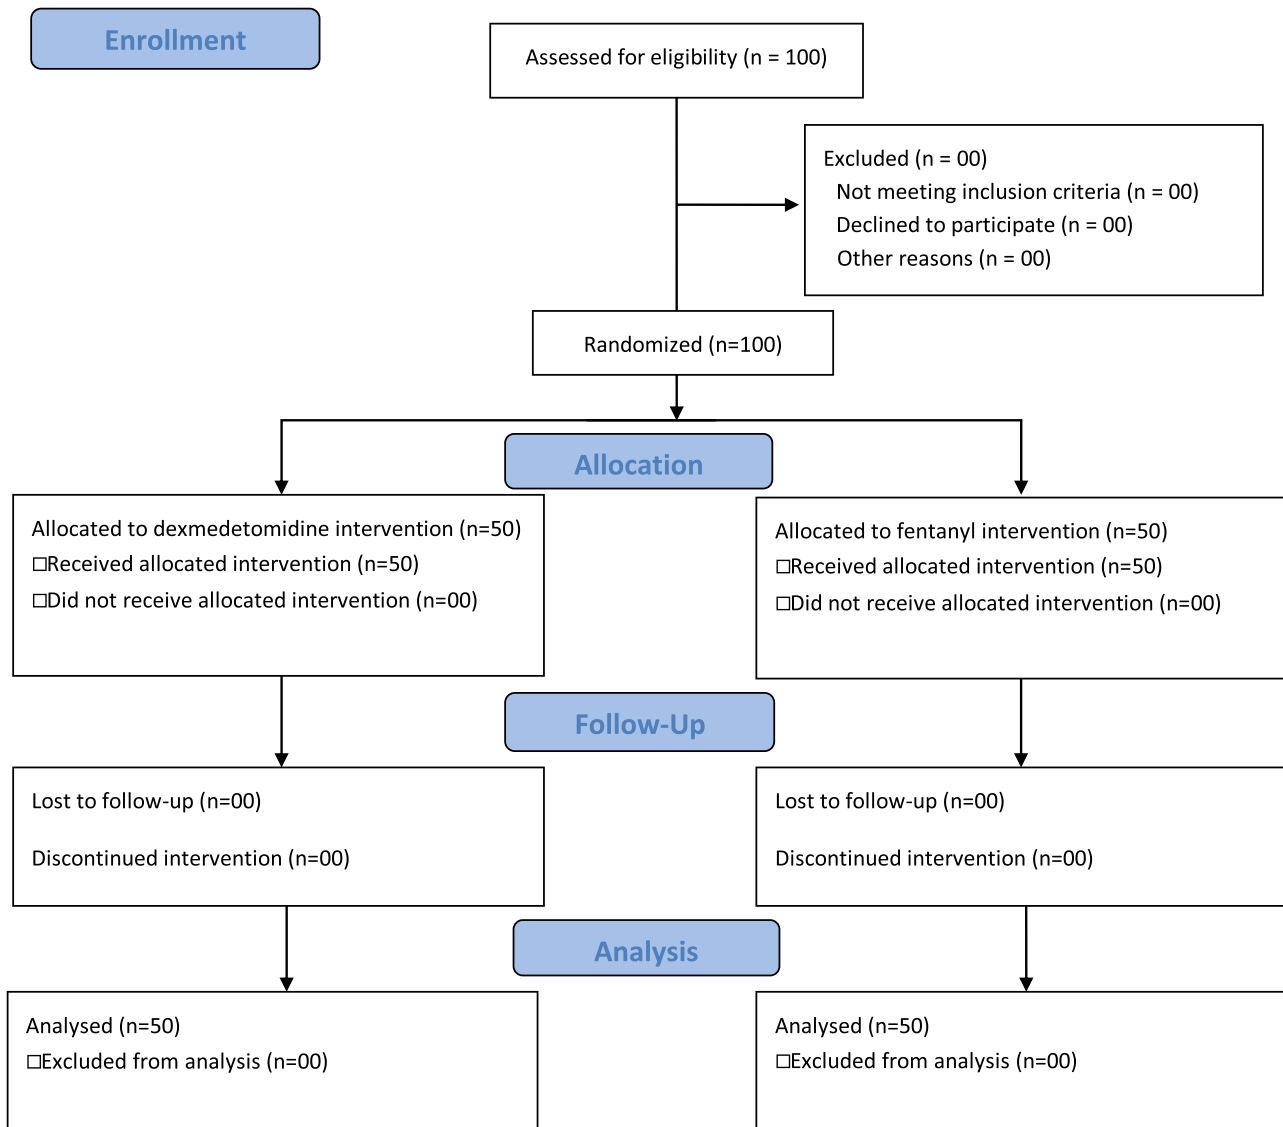 Enrollment
Assessed for eligibility (n = 100)
Excluded (n = 00)
Not meeting inclusion criteria (n = 00)
Declined to participate (n = 00)
Other reasons (n = 00)
Randomized (n=100)
Allocation
Allocated to dexmedetomidine intervention (n=50)
□Received allocated intervention (n=50)
□Did not receive allocated intervention (n=00)
Allocated to fentanyl intervention (n=50)
□Received allocated intervention (n=50)
□Did not receive allocated intervention (n=00)
Follow-Up
Lost to follow-up (n=00)
Discontinued intervention (n=00)
Lost to follow-up (n=00)
Discontinued intervention (n=00)
Analysis
Analysed (n=50)
□Excluded from analysis (n=00)
Analysed (n=50)
□Excluded from analysis (n=00)